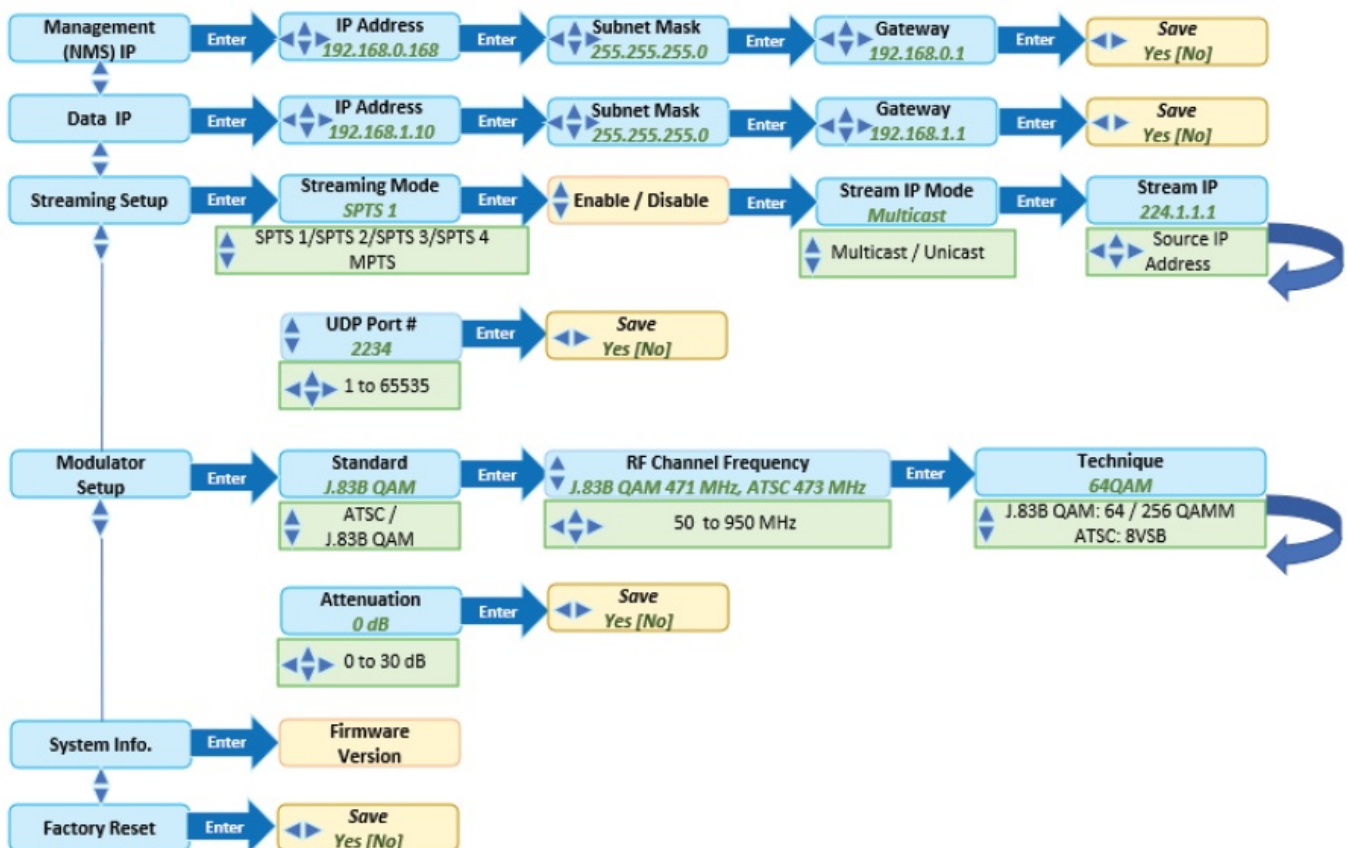 Management
(NMS) IP
Enter
IP Address
192.168.0.168
Enter
Subnet Mask
255.255.255.0
Enter
Gateway
192.168.0.1
Enter
Save
Yes [No]
Data IP
Enter
IP Address
192.168.1.10
Enter
Subnet Mask
255.255.255.0
Enter
Gateway
192.168.1.1
Enter
Save
Yes [No]
Streaming Setup
Enter
Streaming Mode
SPTS 1
SPTS 1/SPTS 2/SPTS 3/SPTS 4
MPTS
Enter
Enable / Disable
Enter
Stream IP Mode
Multicast
Multicast / Unicast
Enter
Stream IP
224.1.1.1
Source IP
Address
UDP Port #
2234
1 to 65535
Enter
Save
Yes [No]
Modulator
Setup
Enter
Standard
J.83B QAM
ATSC /
J.83B QAM
Enter
RF Channel Frequency
J.83B QAM 471 MHz, ATSC 473 MHz
50 to 950 MHz
Enter
Technique
64QAM
J.83B QAM: 64 / 256 QAMM
ATSC: 8VSB
Attenuation
0 dB
0 to 30 dB
Enter
Save
Yes [No]
System Info.
Enter
Firmware
Version
Factory Reset
Enter
Save
Yes [No]